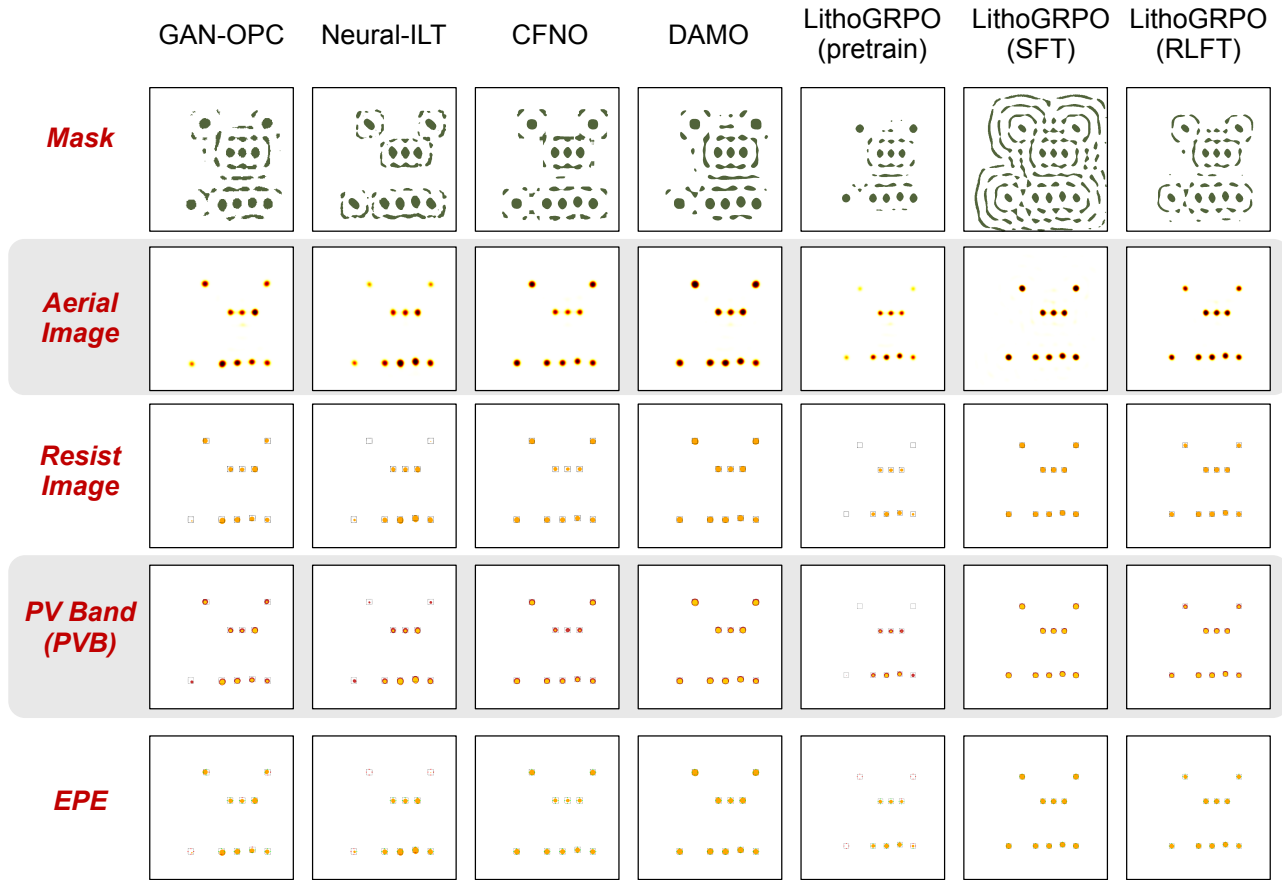 GAN-OPC
Neural-ILT
CFNO
DAMO
LithoGRPO
(pretrain)
LithoGRPO
(SFT)
LithoGRPO
(RLFT)
Mask
Aerial
Image
Resist
Image
PV Band
(PVB)
EPE